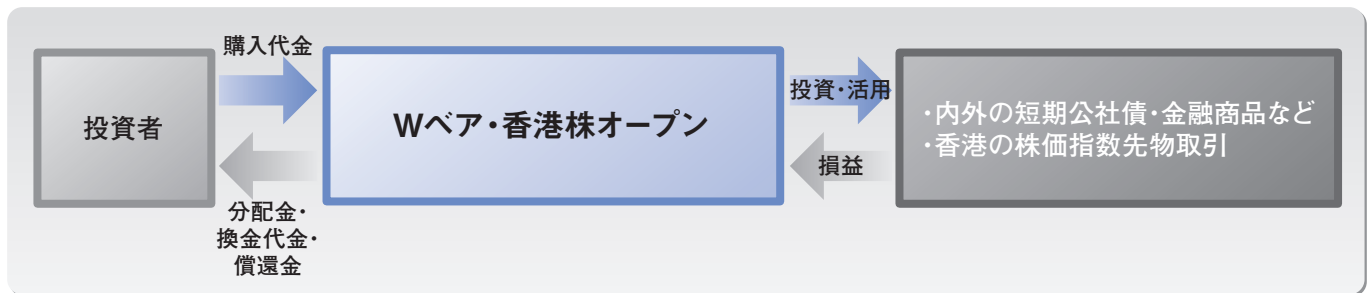 購入代金
投資者
Wベア・香港株オープン
投資・活用
・内外の短期公社債・金融商品など
・香港の株価指数先物取引
損益
分配金・
換金代金・
償還金